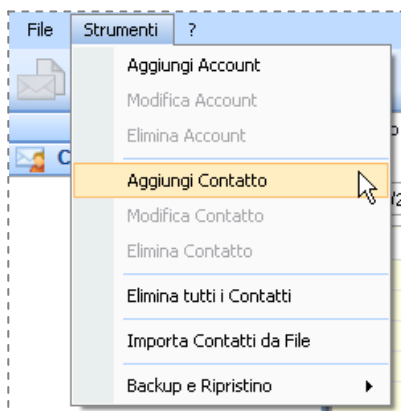 File Strumenti ?
Aggiungi Account
Modifica Account
Elimina Account
Aggiungi Contatto
Modifica Contatto
Elimina Contatto
Elimina tutti i Contatti
Importa Contatti da File
Backup e Ripristino